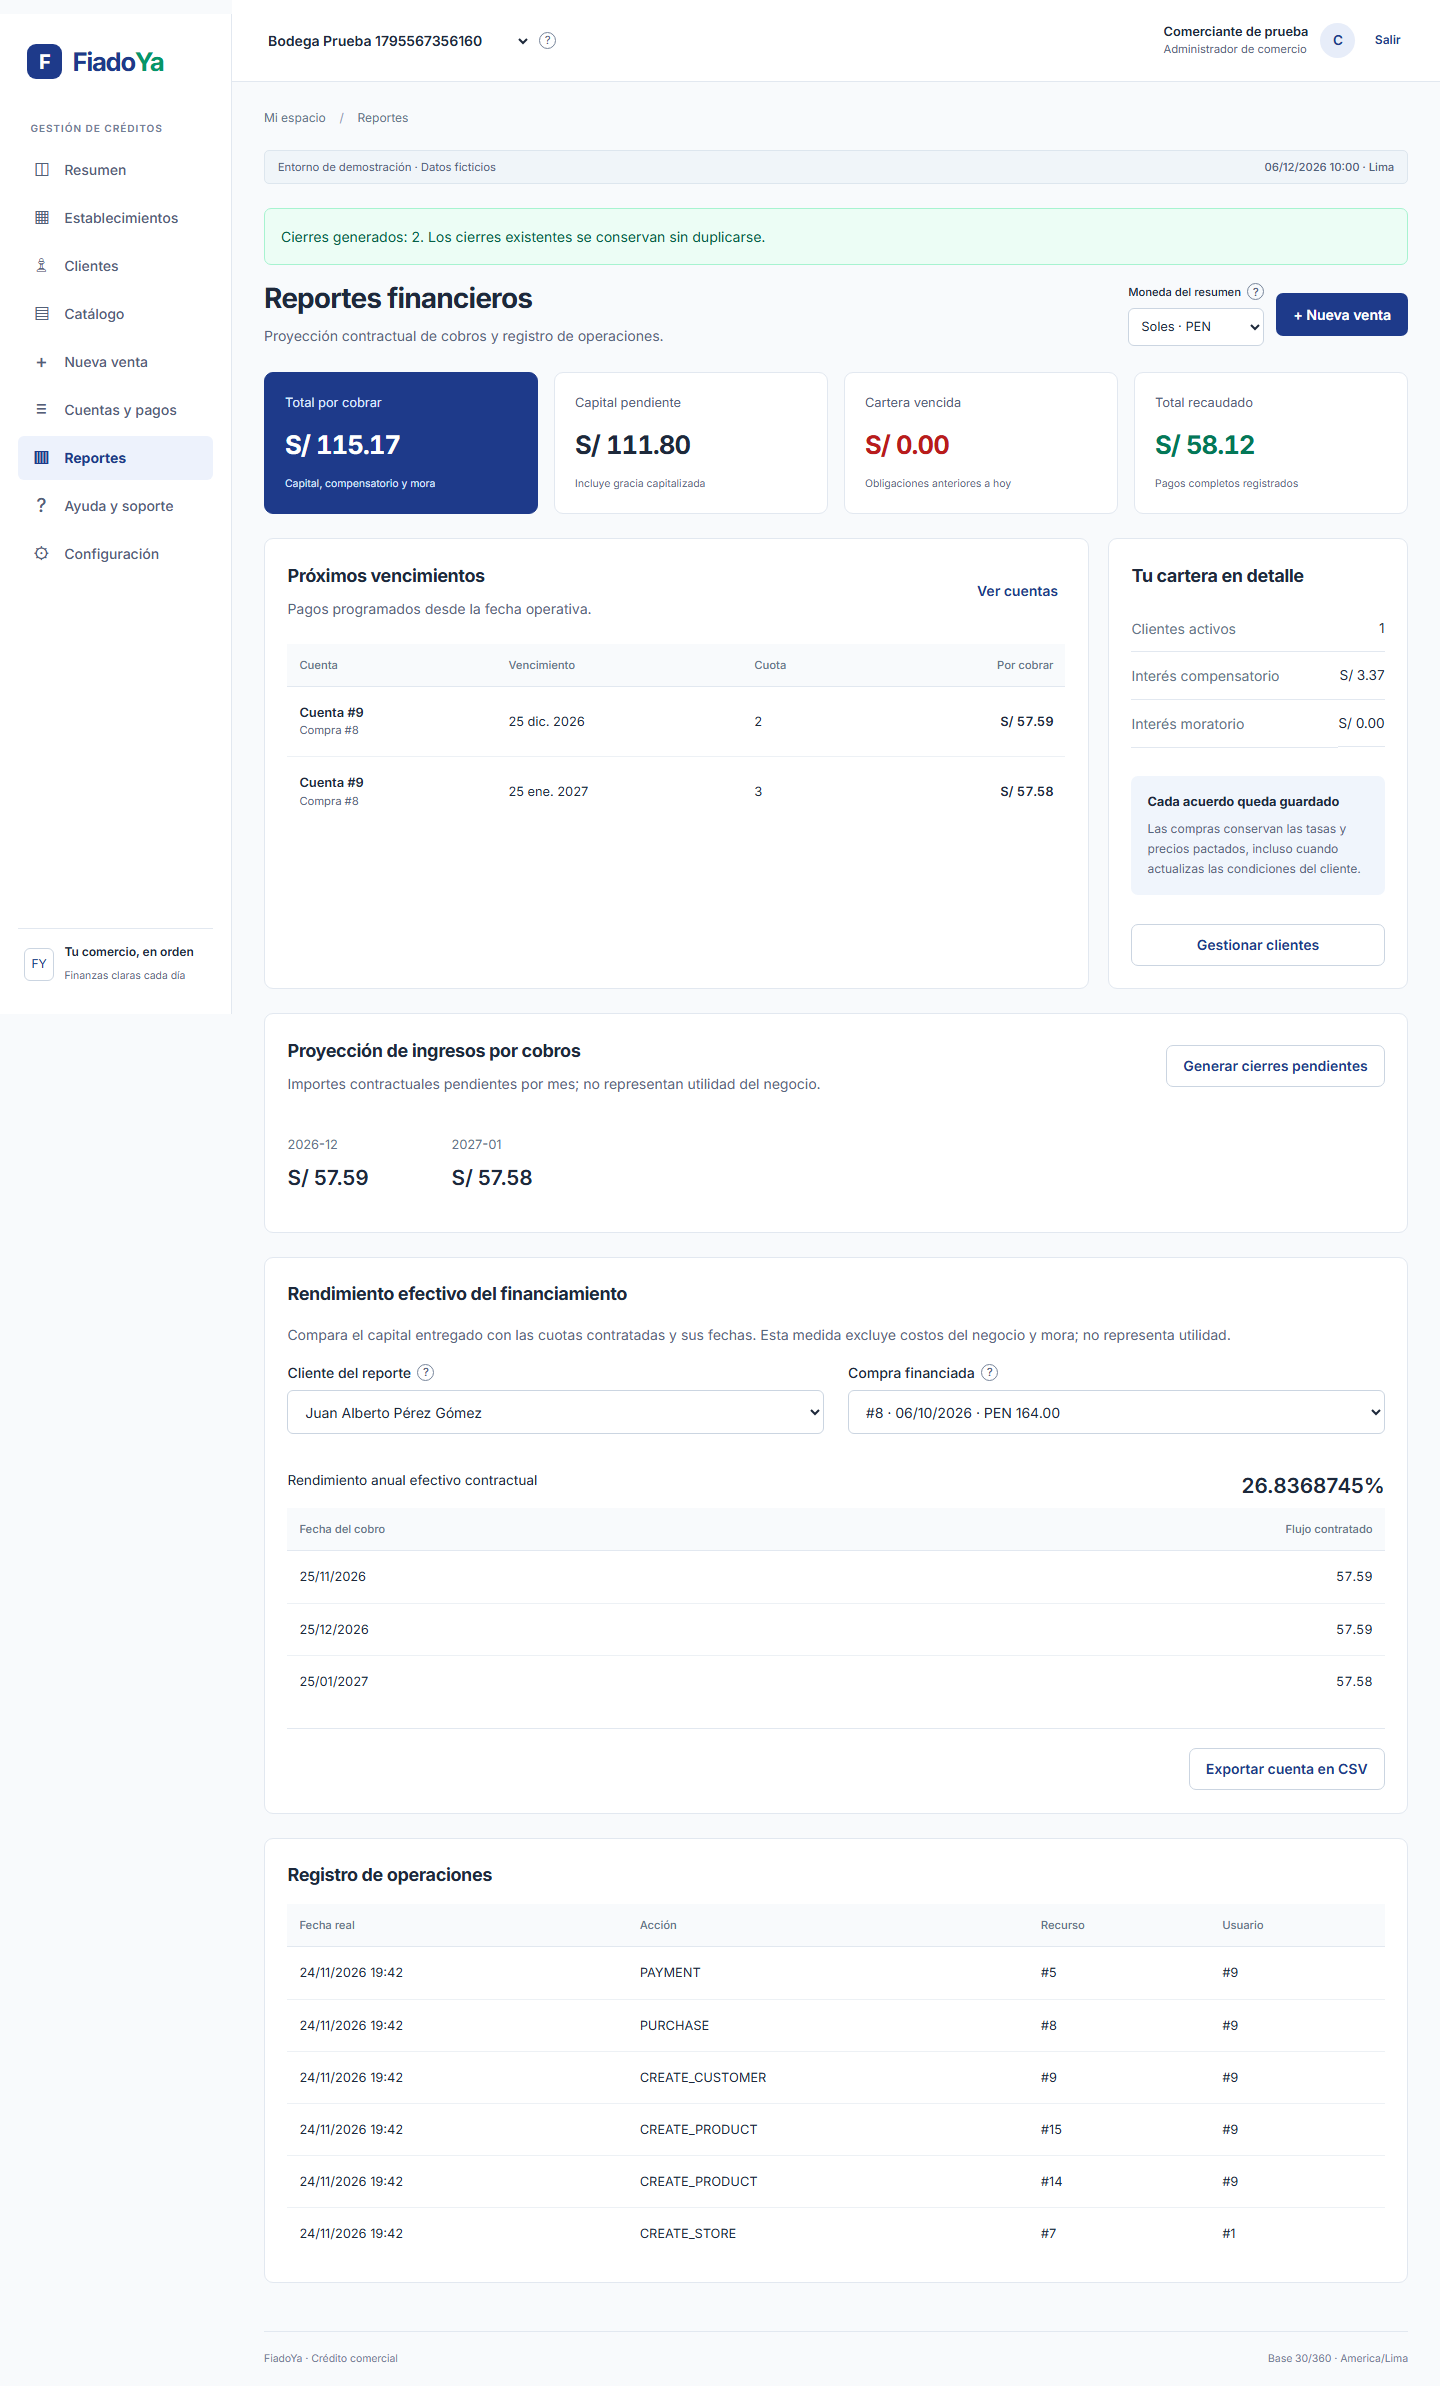 F FiadoYa
GESTIÓN DE CRÉDITOS
Resumen
Establecimientos
Clientes
Catálogo
+ Nueva venta
Cuentas y pagos
Reportes
? Ayuda y soporte
Configuración
FY
Tu comercio, en orden
Finanzas claras cada día
Bodega Prueba 1795567356160 ?
Comerciante de prueba
Administrador de comercio
C
Salir
Mi espacio / Reportes
Entorno de demostración · Datos ficticios
06/12/2026 10:00 · Lima
Cierres generados: 2. Los cierres existentes se conservan sin duplicarse.
Reportes financieros
Proyección contractual de cobros y registro de operaciones.
Moneda del resumen ?
Soles · PEN
+ Nueva venta
Total por cobrar
S/ 115.17
Capital, compensatorio y mora
Capital pendiente
S/ 111.80
Incluye gracia capitalizada
Cartera vencida
S/ 0.00
Obligaciones anteriores a hoy
Total recaudado
S/ 58.12
Pagos completos registrados
Próximos vencimientos
Pagos programados desde la fecha operativa.
Ver cuentas
Cuenta Vencimiento Cuota Por cobrar
Cuenta #9
Compra #8
25 dic. 2026 2 S/ 57.59
Cuenta #9
Compra #8
25 ene. 2027 3 S/ 57.58
Tu cartera en detalle
Clientes activos 1
Interés compensatorio S/ 3.37
Interés moratorio S/ 0.00
Cada acuerdo queda guardado
Las compras conservan las tasas y
precios pactados, incluso cuando
actualizas las condiciones del cliente.
Gestionar clientes
Proyección de ingresos por cobros
Importes contractuales pendientes por mes; no representan utilidad del negocio.
Generar cierres pendientes
2026-12
S/ 57.59
2027-01
S/ 57.58
Rendimiento efectivo del financiamiento
Compara el capital entregado con las cuotas contratadas y sus fechas. Esta medida excluye costos del negocio y mora; no representa utilidad.
Cliente del reporte ?
Juan Alberto Pérez Gómez
Compra financiada ?
#8 · 06/10/2026 · PEN 164.00
Rendimiento anual efectivo contractual 26.8368745%
Fecha del cobro Flujo contratado
25/11/2026 57.59
25/12/2026 57.59
25/01/2027 57.58
Exportar cuenta en CSV
Registro de operaciones
Fecha real Acción Recurso Usuario
24/11/2026 19:42 PAYMENT #5 #9
24/11/2026 19:42 PURCHASE #8 #9
24/11/2026 19:42 CREATE_CUSTOMER #9 #9
24/11/2026 19:42 CREATE_PRODUCT #15 #9
24/11/2026 19:42 CREATE_PRODUCT #14 #9
24/11/2026 19:42 CREATE_STORE #7 #1
FiadoYa · Crédito comercial
Base 30/360 · America/Lima